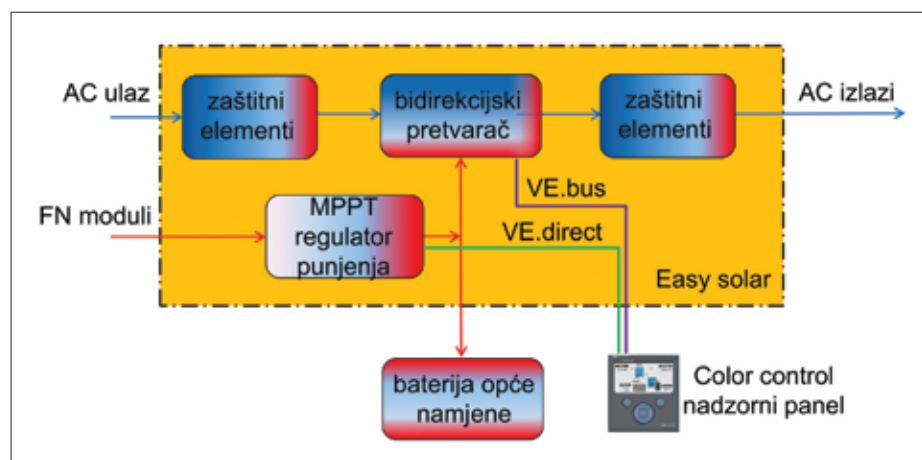 AC ulaz
zaštitni
elementi
bidirekcijski
pretvarač
zaštitni
elementi
AC izlazi
VE.bus
FN moduli
MPPT
regulator
punjenja
VE.direct
Easy solar
baterija opće
namjene
Color control
nadzorni panel